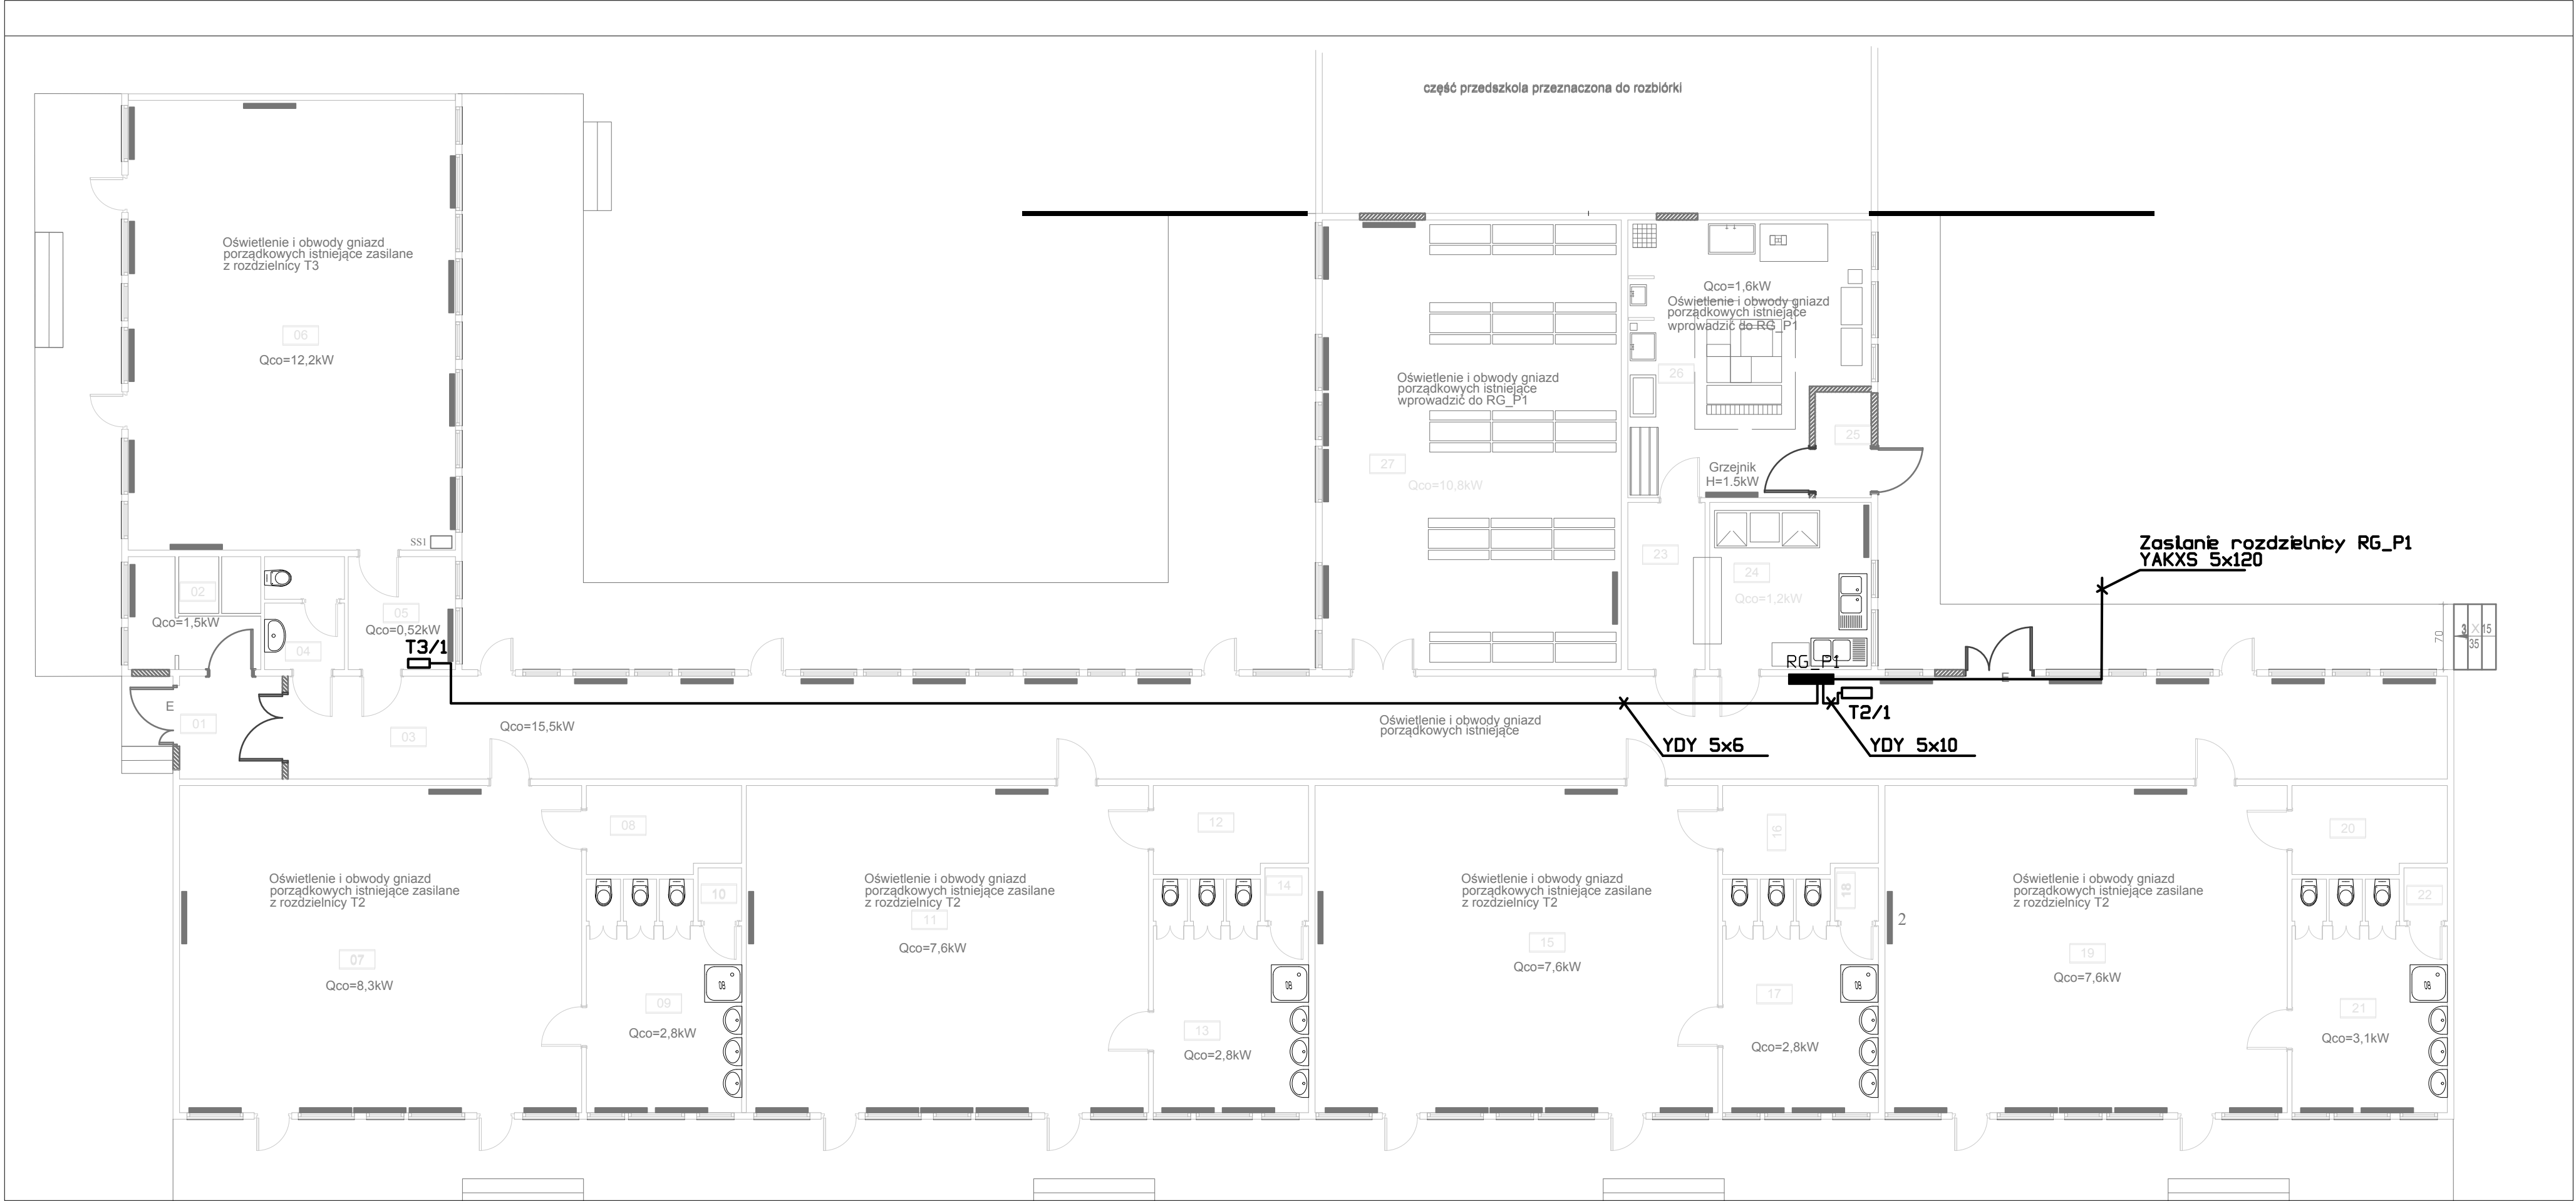 część przedszkola przeznaczona do rozbiórki
Oświetlenie i obwody gniazd
porządkowych istniejące zasilane
z rozdzielnicy T3
06
Qco=12,2kW
SS1
02
Qco=1,5kW
04
05
Qco=0,52kW
T3/1
E
01
03
Qco=15,5kW
Oświetlenie i obwody gniazd
porządkowych istniejące
wprowadzić do RG_P1
27
Qco=10,8kW
Qco=1,6kW
Oświetlenie i obwody gniazd
porządkowych istniejące
wprowadzić do RG_P1
26
25
Grzejnik
H=1.5kW
23
24
Qco=1,2kW
RG_P1
T2/1
Zasilanie rozdzielnicy RG_P1
YAKXS 5x120
E
70
3 X 15
35
Oświetlenie i obwody gniazd
porządkowych istniejące
YDY 5x6
YDY 5x10
08
Oświetlenie i obwody gniazd
porządkowych istniejące zasilane
z rozdzielnicy T2
07
Qco=8,3kW
10
09
Qco=2,8kW
80
12
Oświetlenie i obwody gniazd
porządkowych istniejące zasilane
z rozdzielnicy T2
11
Qco=7,6kW
14
13
Qco=2,8kW
80
16
Oświetlenie i obwody gniazd
porządkowych istniejące zasilane
z rozdzielnicy T2
15
Qco=7,6kW
18
17
Qco=2,8kW
80
2
20
Oświetlenie i obwody gniazd
porządkowych istniejące zasilane
z rozdzielnicy T2
19
Qco=7,6kW
22
21
Qco=3,1kW
80